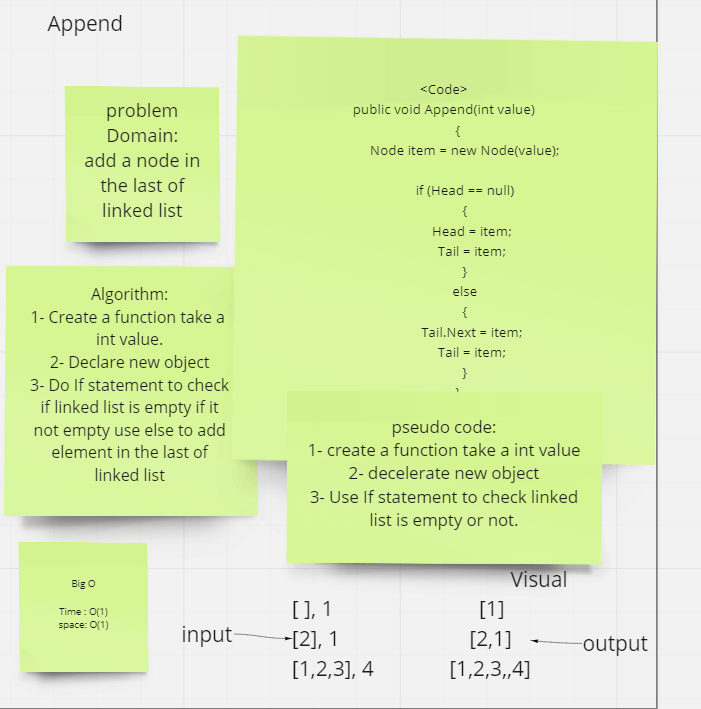 Append
problem
Domain:
add a node in
the last of
linked list
<Code>
public void Append(int value)
{
Node item = new Node(value);
if (Head == null)
{
Head = item;
Tail = item;
}
else
{
Tail.Next = item;
Tail = item;
}
Algorithm:
1- Create a function take a
int value.
2- Declare new object
3- Do If statement to check
if linked list is empty if it
not empty use else to add
element in the last of
linked list
pseudo code:
1- create a function take a int value
2- decelerate new object
3- Use If statement to check linked
list is empty or not.
Big O
Time : O(1)
space: O(1)
Visual
[ ], 1 [1]
input [2], 1 [2,1] output
[1,2,3], 4 [1,2,3,,4]